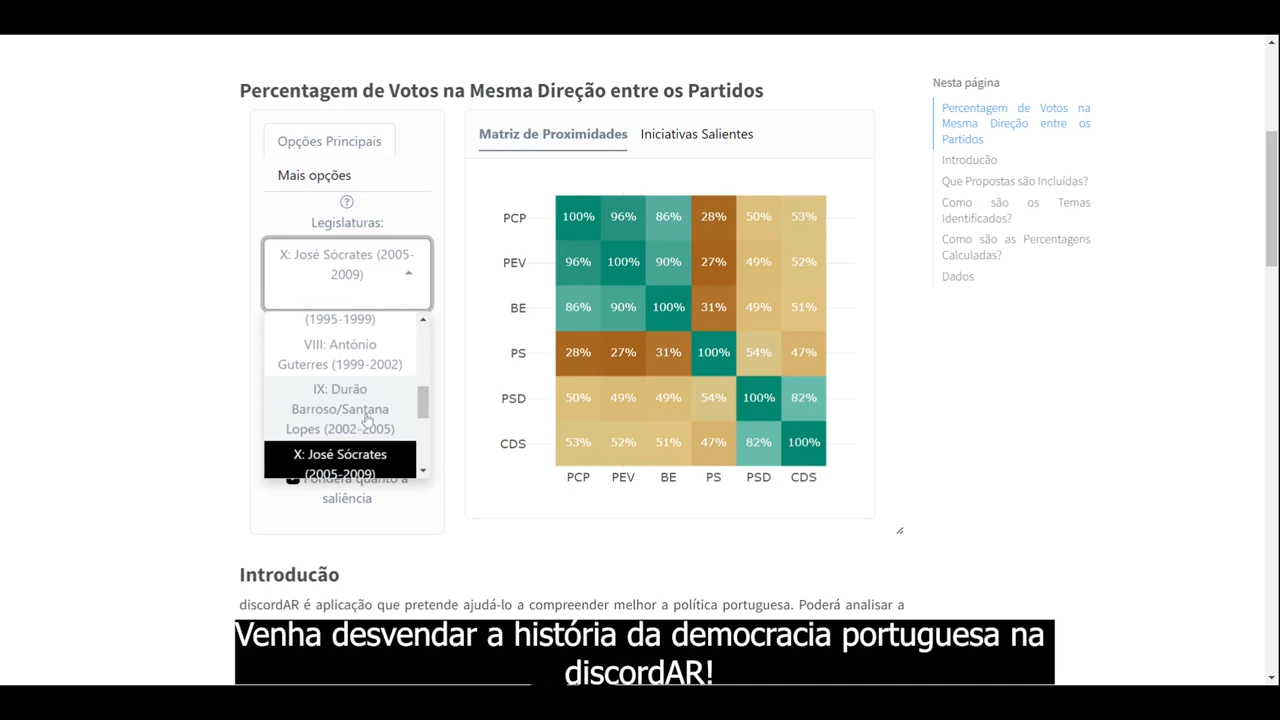 Percentagem de Votos na Mesma Direção entre os Partidos
Opções Principais
Mais opções
?
Legislaturas:
X: José Sócrates (2005-
2009)
(1995-1999)
VIII: António
Guterres (1999-2002)
IX: Durão
Barroso/Santana
Lopes (2002-2005)
X: José Sócrates
(2005-2009)
Pondera quanto à
saliência
Matriz de Proximidades Iniciativas Salientes
PCP 100% 96% 86% 28% 50% 53%
PEV 96% 100% 90% 27% 49% 52%
BE 86% 90% 100% 31% 49% 51%
PS 28% 27% 31% 100% 54% 47%
PSD 50% 49% 49% 54% 100% 82%
CDS 53% 52% 51% 47% 82% 100%
PCP PEV BE PS PSD CDS
Nesta página
Percentagem de Votos na
Mesma Direção entre os
Partidos
Introdução
Que Propostas são Incluídas?
Como são os Temas
Identificados?
Como são as Percentagens
Calculadas?
Dados
Introducão
discordAR é aplicação que pretende ajudá-lo a compreender melhor a política portuguesa. Poderá analisar a
Venha desvendar a história da democracia portuguesa na
discordAR!